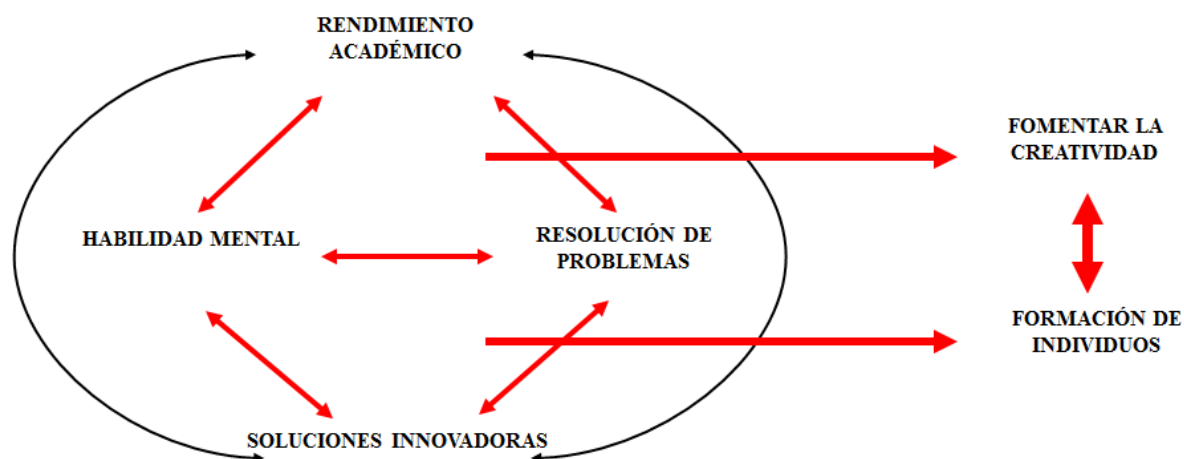 RENDIMIENTO
ACADÉMICO
FOMENTAR LA
CREATIVIDAD
HABILIDAD MENTAL
RESOLUCIÓN DE
PROBLEMAS
FORMACIÓN DE
INDIVIDUOS
SOLUCIONES INNOVADORAS